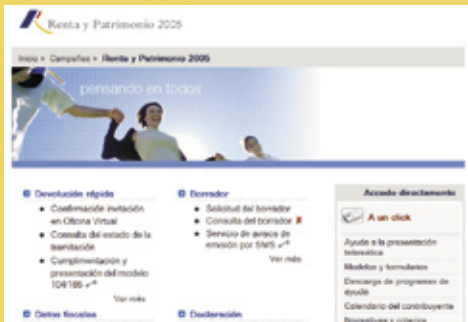 Renta y Patrimonio 2005
Inicio » Campañas » Renta y Patrimonio 2005
pensando en todos
Devolución rápida
Confirmación invitación
en Oficina Virtual
Consulta del estado de la
tramitación
Cumplimentación y
presentación del modelo
104/105
Ver más
Datos fiscales
Borrador
Solicitud del borrador
Consulta del borrador
Servicio de avisos de
emisión por SMS
Ver más
Declaración
Acceda directamente
A un click
Ayuda a la presentación
telemática
Modelos y formularios
Descarga de programas de
ayuda
Calendario del contribuyente
Normativas y criterios